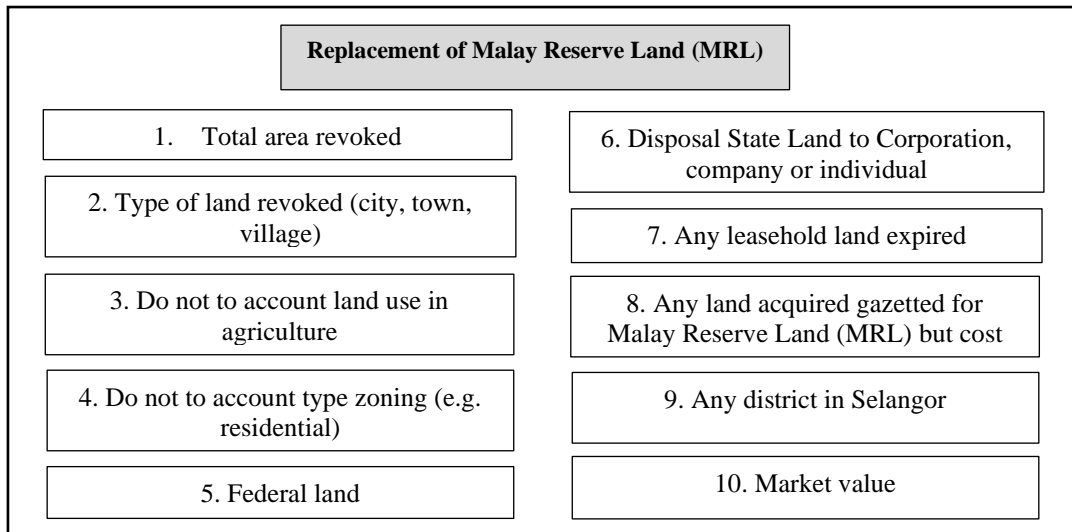 Replacement of Malay Reserve Land (MRL)
1. Total area revoked
2. Type of land revoked (city, town,
village)
3. Do not to account land use in
agriculture
4. Do not to account type zoning (e.g.
residential)
5. Federal land
6. Disposal State Land to Corporation,
company or individual
7. Any leasehold land expired
8. Any land acquired gazetted for
Malay Reserve Land (MRL) but cost
9. Any district in Selangor
10. Market value